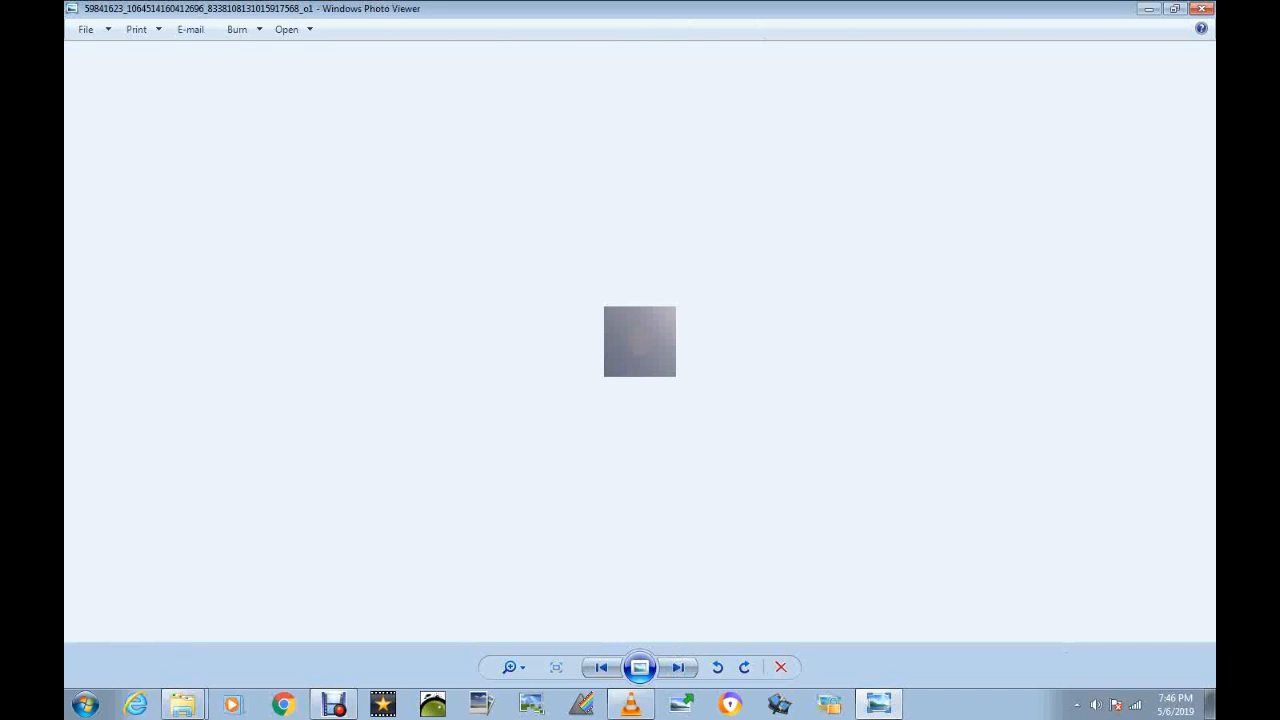 59841623_1064514160412696_8338108131015917568_o1 - Windows Photo Viewer
File Print E-mail Burn Open
7:46 PM
5/6/2019